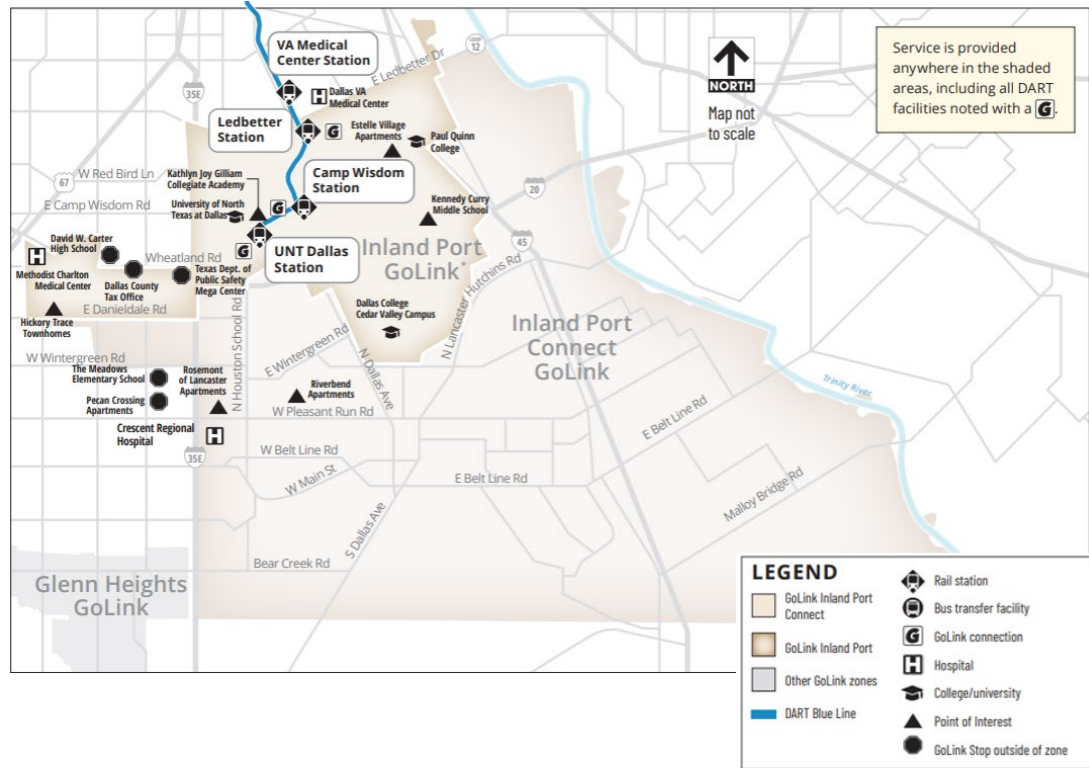 VA Medical
Center Station
LOOP
12
E Ledbetter Dr
NORTH
Map not
to scale
Service is provided
anywhere in the shaded
areas, including all DART
facilities noted with a G.
35E
H
Dallas VA
Medical Center
Ledbetter
Station
G
Estelle Village
Apartments
Paul Quinn
College
67
W Red Bird Ln
Kathlyn Joy Gilliam
Collegiate Academy
Camp Wisdom
Station
20
E Camp Wisdom Rd
University of North
Texas at Dallas
G
Kennedy Curry
Middle School
David W. Carter
High School
H
Wheatland Rd
G
UNT Dallas
Station
Inland Port
GoLink*
45
Methodist Charlton
Medical Center
Dallas County
Tax Office
Texas Dept. of
Public Safety
Mega Center
E Danieldale Rd
Hickory Trace
Townhomes
N Houston School Rd
Dallas College
Cedar Valley Campus
N Lancaster Hutchins Rd
Inland Port
Connect
GoLink
W Wintergreen Rd
E Wintergreen Rd
N Dallas Ave
The Meadows
Elementary School
Rosemont
of Lancaster
Apartments
Pecan Crossing
Apartments
Riverbend
Apartments
W Pleasant Run Rd
Trinity River
Crescent Regional
Hospital
H
35E
W Belt Line Rd
W Main St
E Belt Line Rd
E Belt Line Rd
Malloy Bridge Rd
S Dallas Ave
Bear Creek Rd
Glenn Heights
GoLink
LEGEND
GoLink Inland Port
Connect
GoLink Inland Port
Other GoLink zones
DART Blue Line
Rail station
Bus transfer facility
G GoLink connection
H Hospital
College/university
Point of Interest
GoLink Stop outside of zone